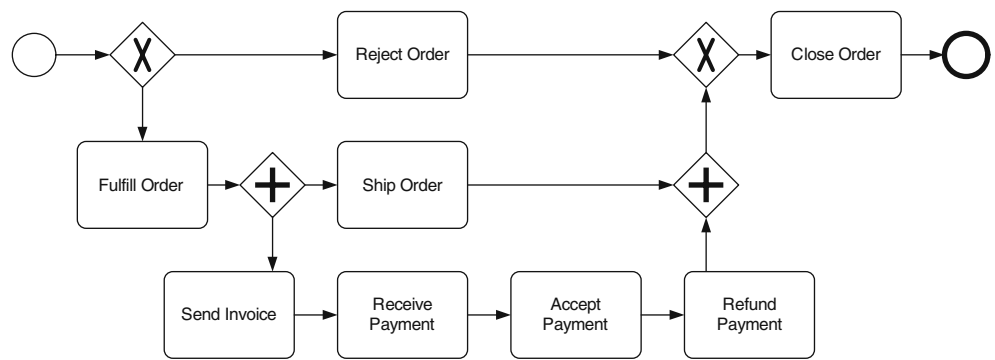 Reject Order
Close Order
Fulfill Order
Ship Order
Send Invoice
Receive
Payment
Accept
Payment
Refund
Payment